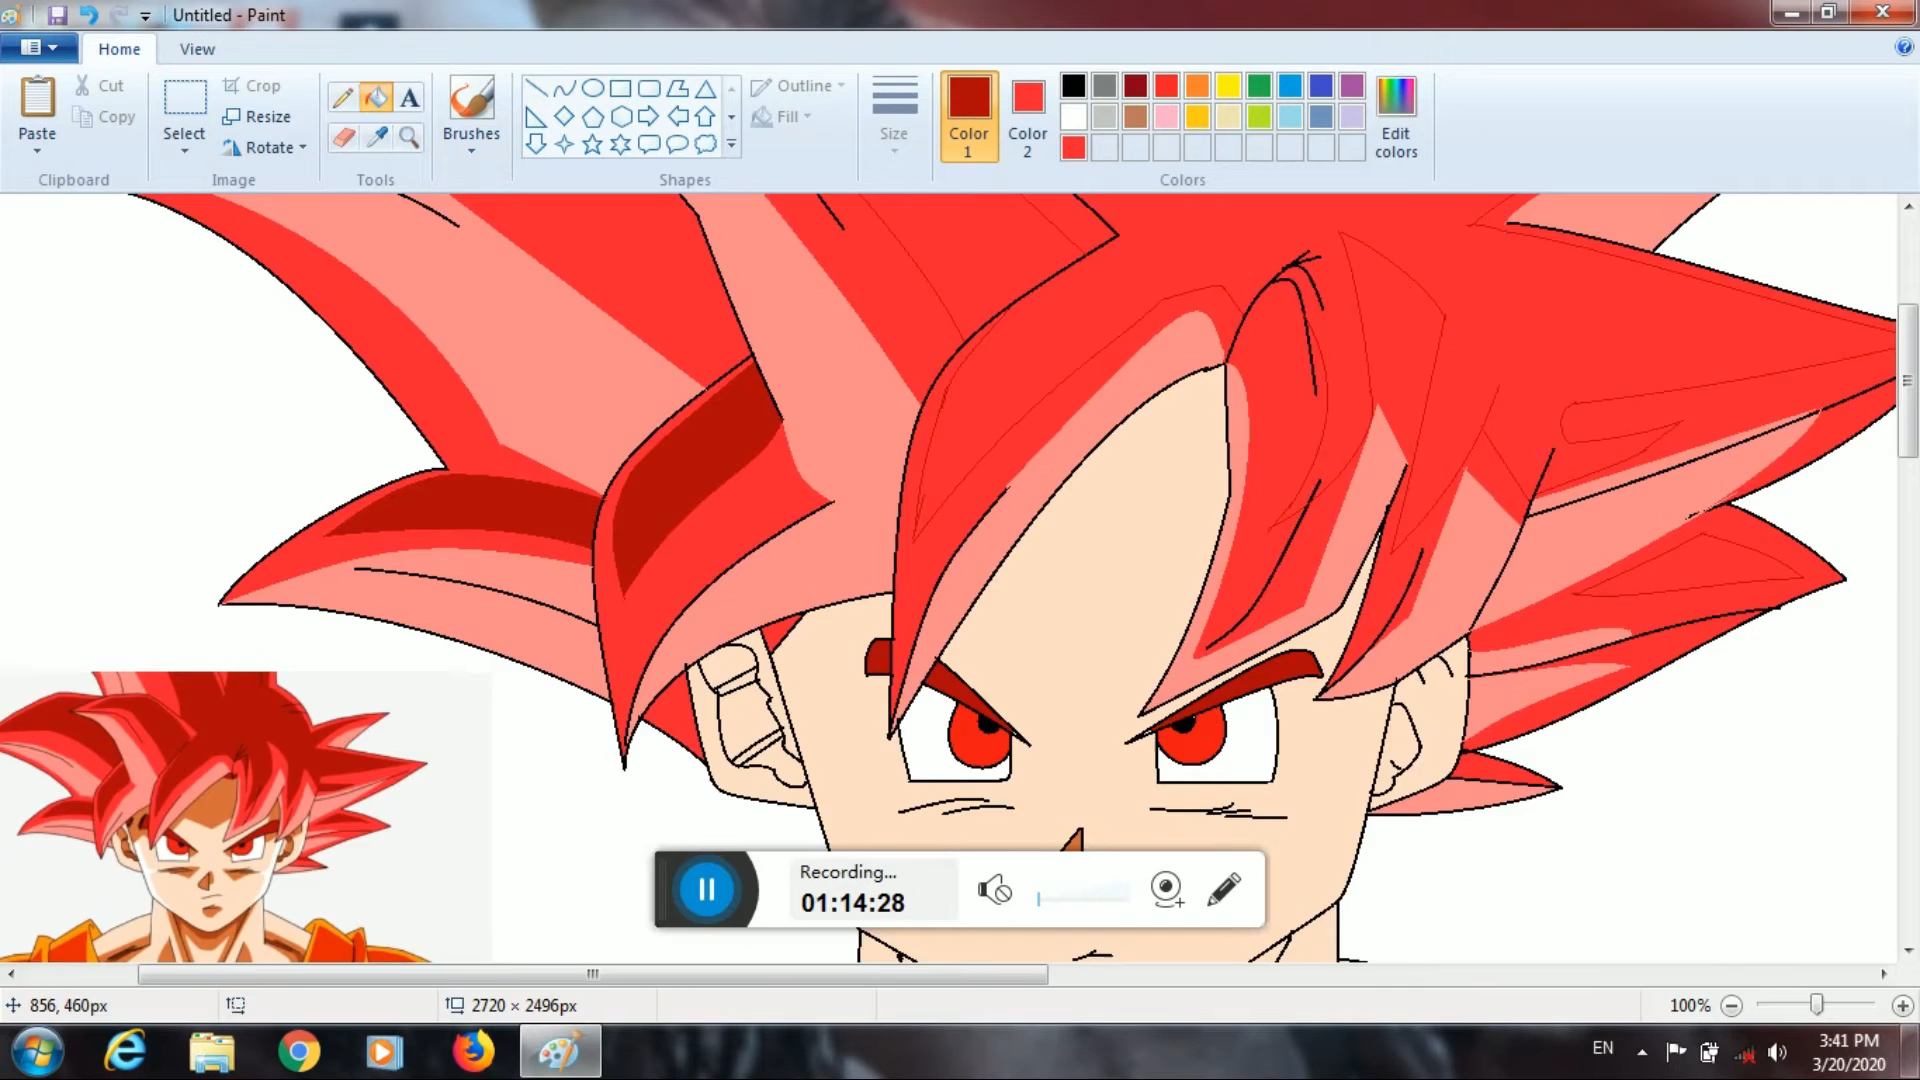 Untitled - Paint
Home
View
Paste
Cut
Copy
Clipboard
Select
Crop
Resize
Rotate
Image
A
Tools
Brushes
Outline
Fill
Shapes
Size
Color
1
Color
2
Edit
colors
Colors
Recording...
01:14:28
856, 460px
2720 × 2496px
100%
EN
3:41 PM
3/20/2020